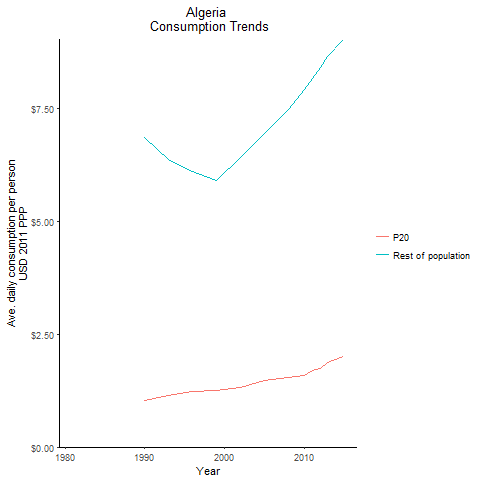 Algeria
Consumption Trends
Ave. daily consumption per person
USD 2011 PPP
$7.50
$5.00
$2.50
$0.00
1980
1990
2000
2010
Year
P20
Rest of population